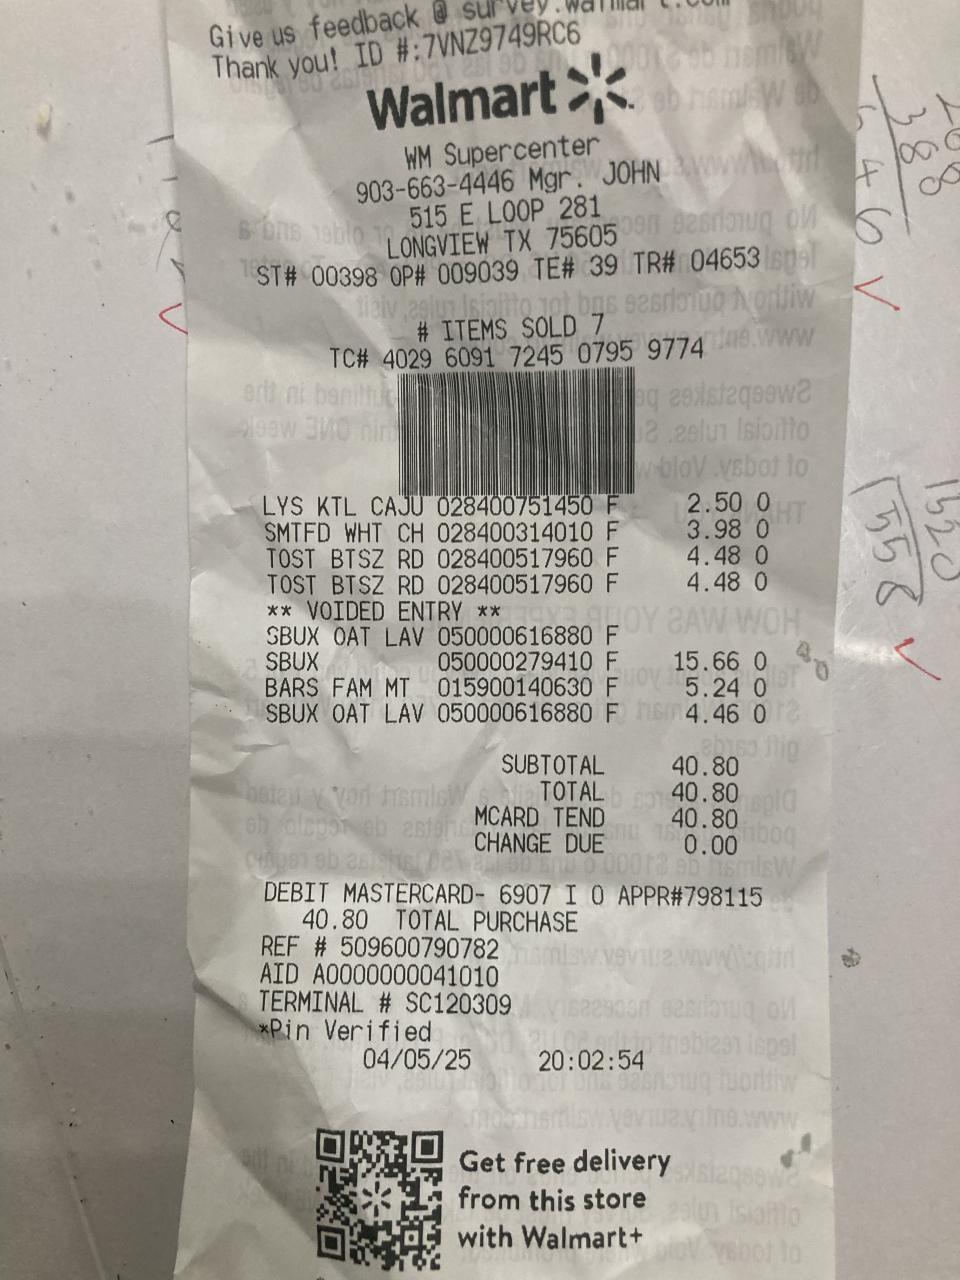 Give us feedback @ survey.walmart.com
Thank you! ID #:7VNZ9749RC6
Walmart
WM Supercenter
903-663-4446 Mgr. JOHN
515 E LOOP 281
LONGVIEW TX 75605
ST# 00398 OP# 009039 TE# 39 TR# 04653
# ITEMS SOLD 7
TC# 4029 6091 7245 0795 9774
LYS KTL CAJU 028400751450 F 2.50 O
SMTFD WHT CH 028400314010 F 3.98 O
TOST BTSZ RD 028400517960 F 4.48 O
TOST BTSZ RD 028400517960 F 4.48 O
** VOIDED ENTRY **
SBUX OAT LAV 050000616880 F
SBUX 050000279410 F 15.66 O
BARS FAM MT 015900140630 F 5.24 O
SBUX OAT LAV 050000616880 F 4.46 O
SUBTOTAL 40.80
TOTAL 40.80
MCARD TEND 40.80
CHANGE DUE 0.00
DEBIT MASTERCARD- 6907 I 0 APPR#798115
40.80 TOTAL PURCHASE
REF # 509600790782
AID A0000000041010
TERMINAL # SC120309
*Pin Verified
04/05/25 20:02:54
Get free delivery
from this store
with Walmart+